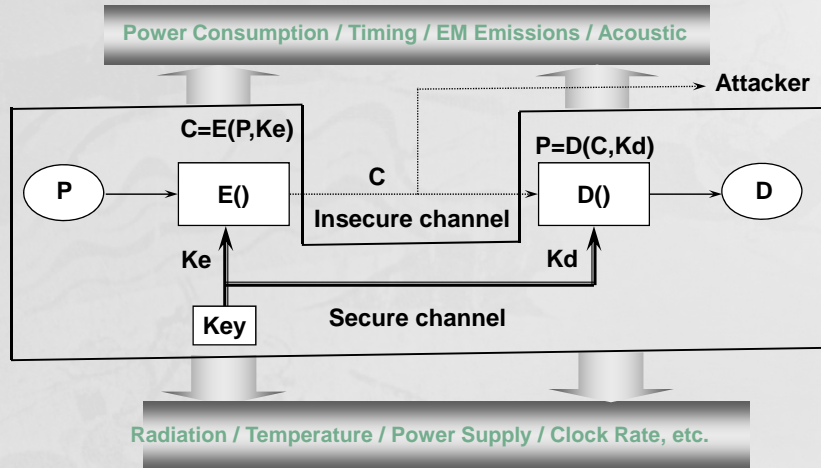 Power Consumption / Timing / EM Emissions / Acoustic
Attacker
C=E(P,Ke)
P=D(C,Kd)
P
E()
C
D()
D
Insecure channel
Ke
Kd
Key
Secure channel
Radiation / Temperature / Power Supply / Clock Rate, etc.